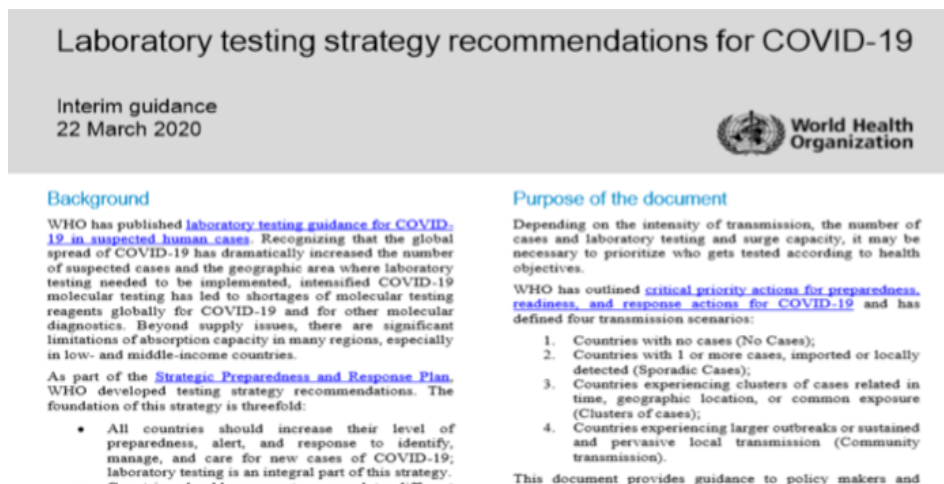 Laboratory testing strategy recommendations for COVID-19
Interim guidance
22 March 2020
World Health
Organization
Background
WHO has published laboratory testing guidance for COVID-
19 in suspected human cases. Recognizing that the global
spread of COVID-19 has dramatically increased the number
of suspected cases and the geographic area where laboratory
testing needed to be implemented, intensified COVID-19
molecular testing has led to shortages of molecular testing
reagents globally for COVID-19 and for other molecular
diagnostics. Beyond supply issues, there are significant
limitations of absorption capacity in many regions, especially
in low- and middle-income countries.
As part of the Strategic Preparedness and Response Plan,
WHO developed testing strategy recommendations. The
foundation of this strategy is threefold:
• All countries should increase their level of
preparedness, alert, and response to identify,
manage, and care for new cases of COVID-19;
laboratory testing is an integral part of this strategy.
Purpose of the document
Depending on the intensity of transmission, the number of
cases and laboratory testing and surge capacity, it may be
necessary to prioritize who gets tested according to health
objectives.
WHO has outlined critical priority actions for preparedness,
readiness, and response actions for COVID-19 and has
defined four transmission scenarios:
1. Countries with no cases (No Cases);
2. Countries with 1 or more cases, imported or locally
detected (Sporadic Cases);
3. Countries experiencing clusters of cases related in
time, geographic location, or common exposure
(Clusters of cases);
4. Countries experiencing larger outbreaks or sustained
and pervasive local transmission (Community
transmission).
This document provides guidance to policy makers and